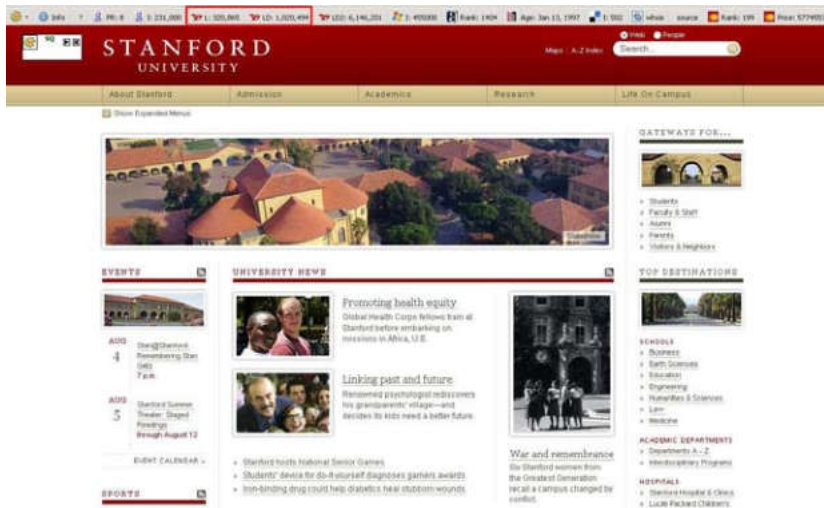 Info
PR: 8 I: 231,000 L: 320,865 LD: 1,020,494 I: 455000 Rank: 1404 Age: Jan 13, 1997 I: 502 whois source Rank: 199
Web People
STANFORD
UNIVERSITY
Maps A-Z Index Search...
About Stanford Admission Academics Research Life On Campus
Show Expanded Menus
GATEWAYS FOR...
Students
Faculty & Staff
Alumni
Parents
Visitors & Neighbors
EVENTS
UNIVERSITY NEWS
TOP DESTINATIONS
AUG
4
Stan@Stanford:
Remembering Stan
Getz
7 p.m.
AUG
5
Stanford Summer
Theater: Staged
Readings
through August 12
EVENT CALENDAR »
SPORTS
Promoting health equity
Global Health Corps fellows train at
Stanford before embarking on
missions in Africa, U.S.
Linking past and future
Renowned psychologist rediscovers
his grandparents' village—and
decides its kids need a better future.
Stanford hosts National Senior Games
Students' device for do-it-yourself diagnoses garners awards
Iron-binding drug could help diabetics heal stubborn wounds
War and remembrance
Six Stanford women from
the Greatest Generation
recall a campus changed by
conflict.
SCHOOLS
Business
Earth Sciences
Education
Engineering
Humanities & Sciences
Law
Medicine
ACADEMIC DEPARTMENTS
Departments A - Z
Interdisciplinary Programs
HOSPITALS
Stanford Hospital & Clinics
Lucile Packard Children's